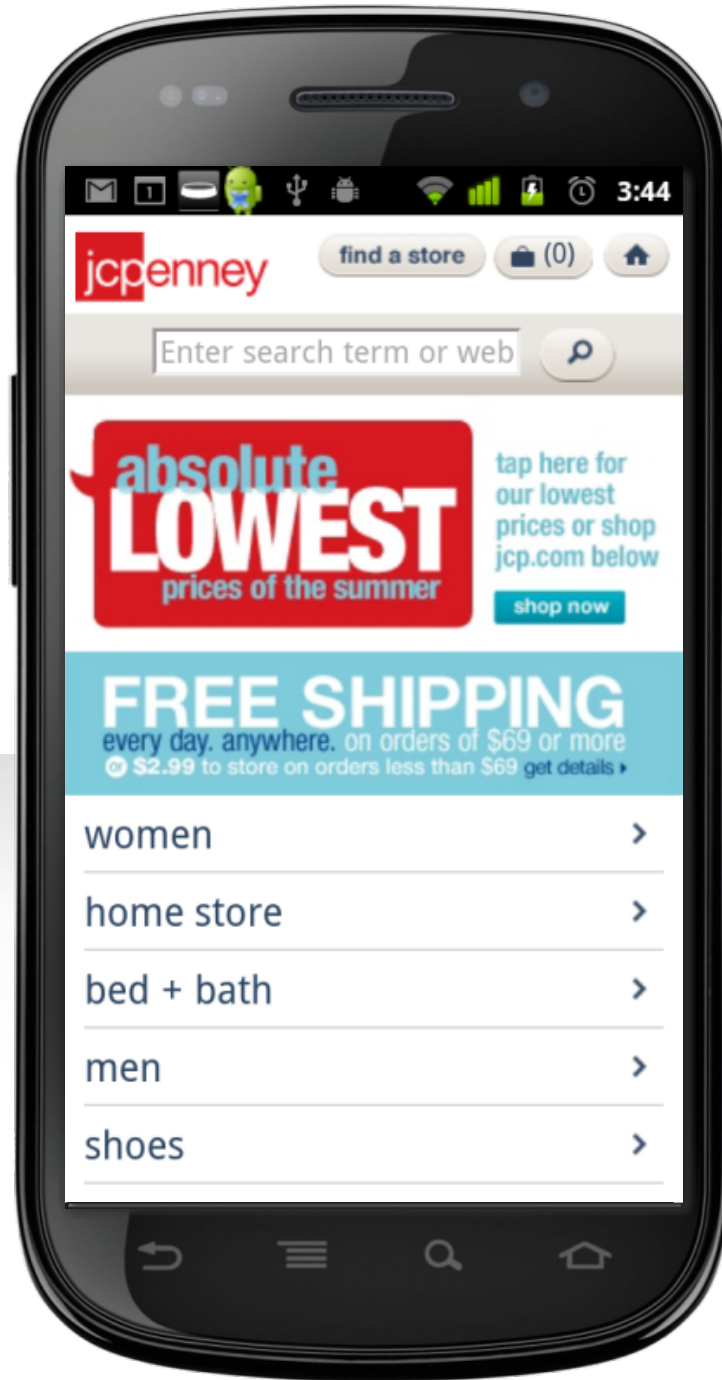 1
3:44
jcpenney
find a store
(0)
Enter search term or web
absolute
LOWEST
prices of the summer
tap here for
our lowest
prices or shop
jcp.com below
shop now
FREE SHIPPING
every day. anywhere. on orders of $69 or more
or $2.99 to store on orders less than $69 get details
women
home store
bed + bath
men
shoes